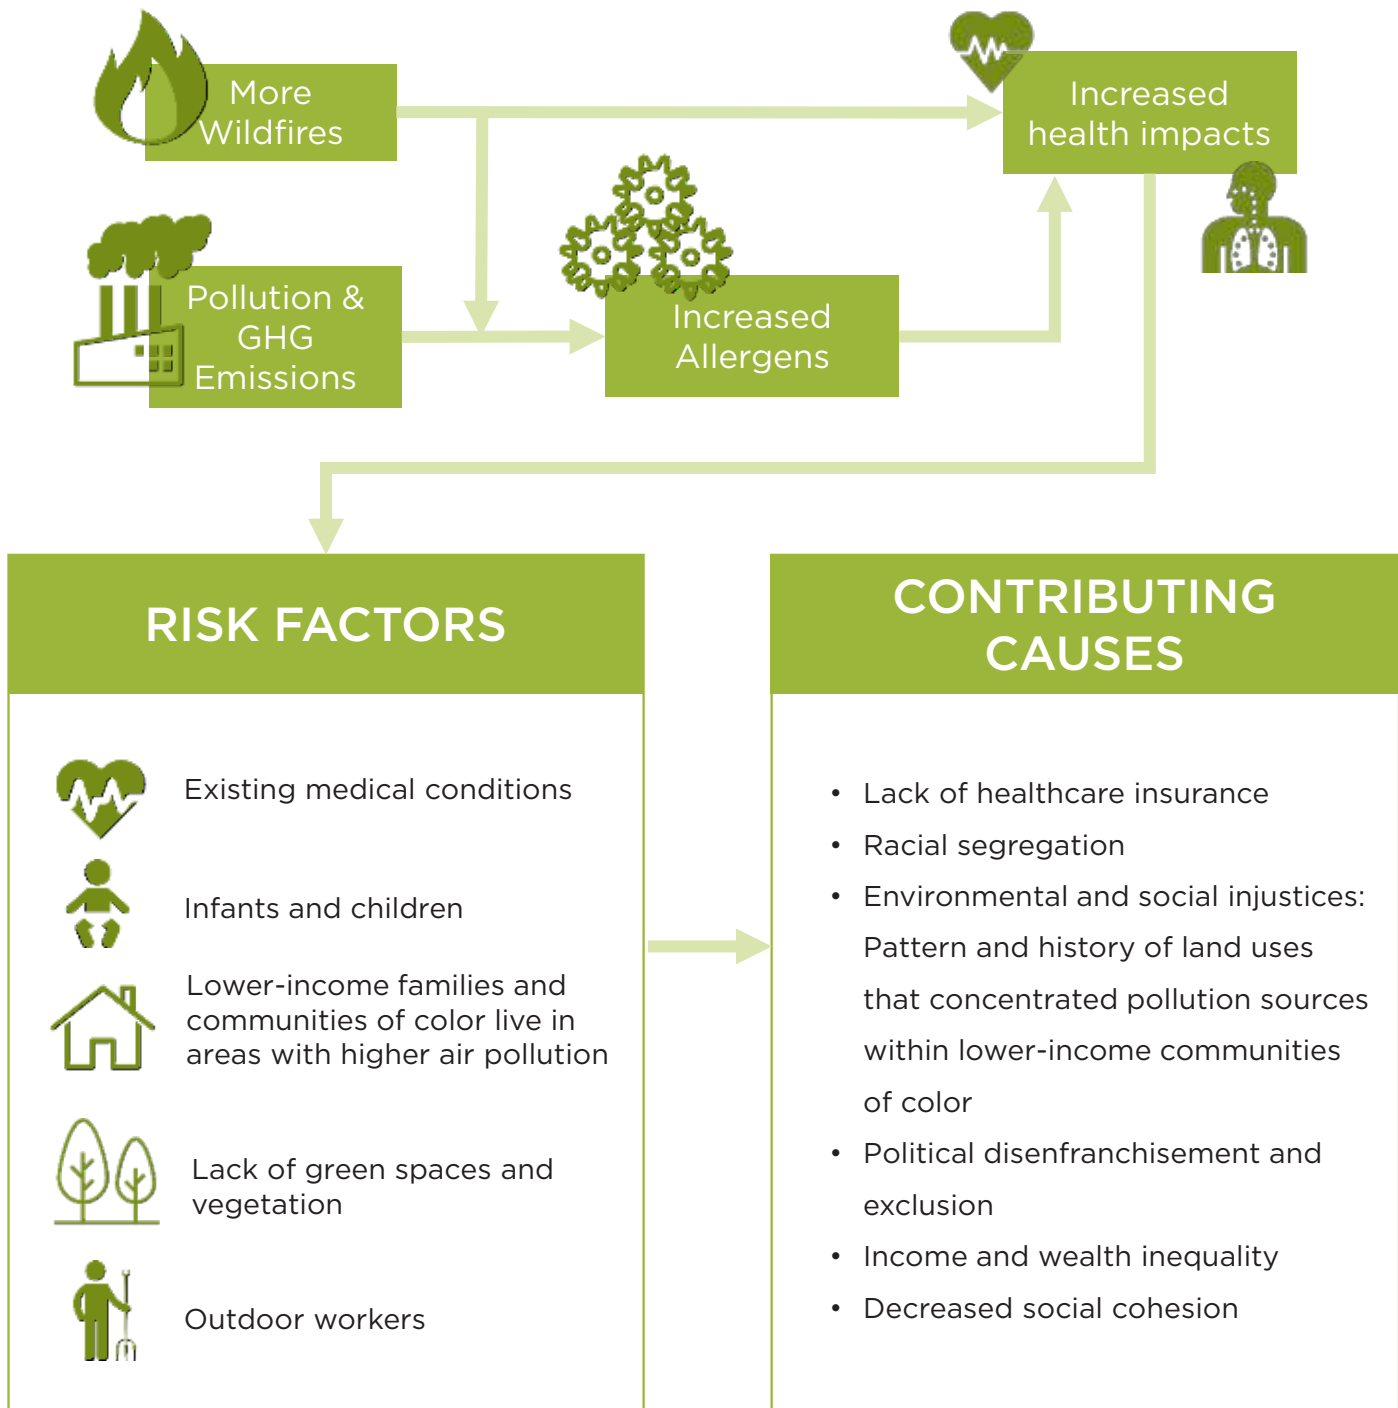 More
Wildfires
Increased
health impacts
Pollution &
GHG
Emissions
Increased
Allergens
RISK FACTORS
Existing medical conditions
Infants and children
Lower-income families and
communities of color live in
areas with higher air pollution
Lack of green spaces and
vegetation
Outdoor workers
CONTRIBUTING
CAUSES
• Lack of healthcare insurance
• Racial segregation
• Environmental and social injustices:
Pattern and history of land uses
that concentrated pollution sources
within lower-income communities
of color
• Political disenfranchisement and
exclusion
• Income and wealth inequality
• Decreased social cohesion